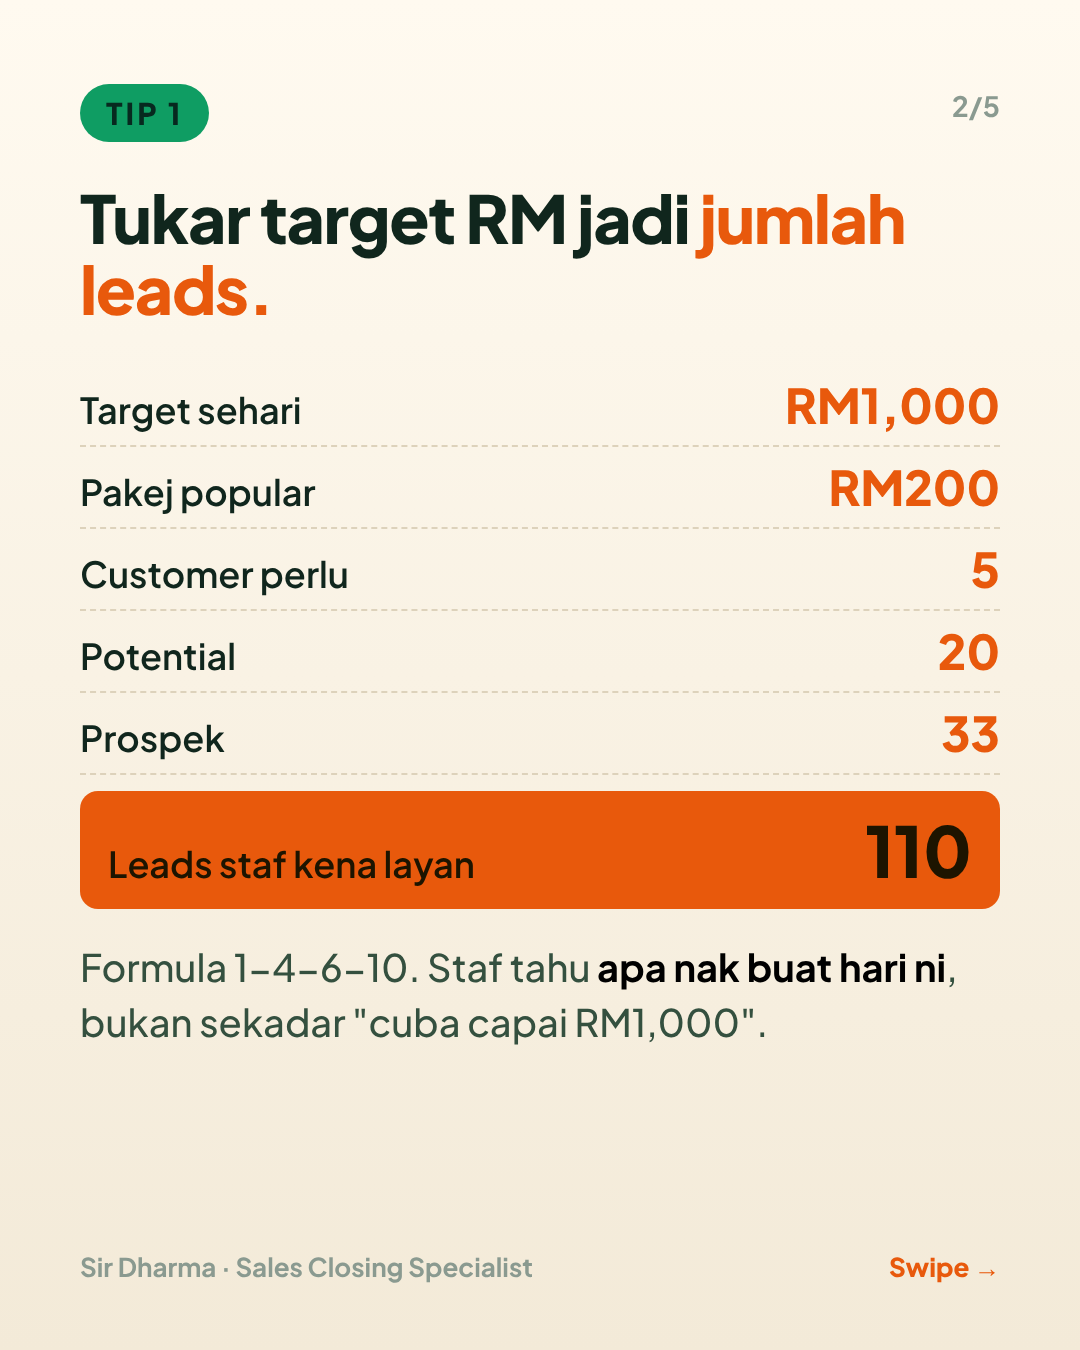 TIP 1
2/5
Tukar target RM jadi jumlah
leads.
Target sehari RM1,000
Pakej popular RM200
Customer perlu 5
Potential 20
Prospek 33
Leads staf kena layan 110
Formula 1–4–6–10. Staf tahu apa nak buat hari ni,
bukan sekadar "cuba capai RM1,000".
Sir Dharma · Sales Closing Specialist
Swipe →